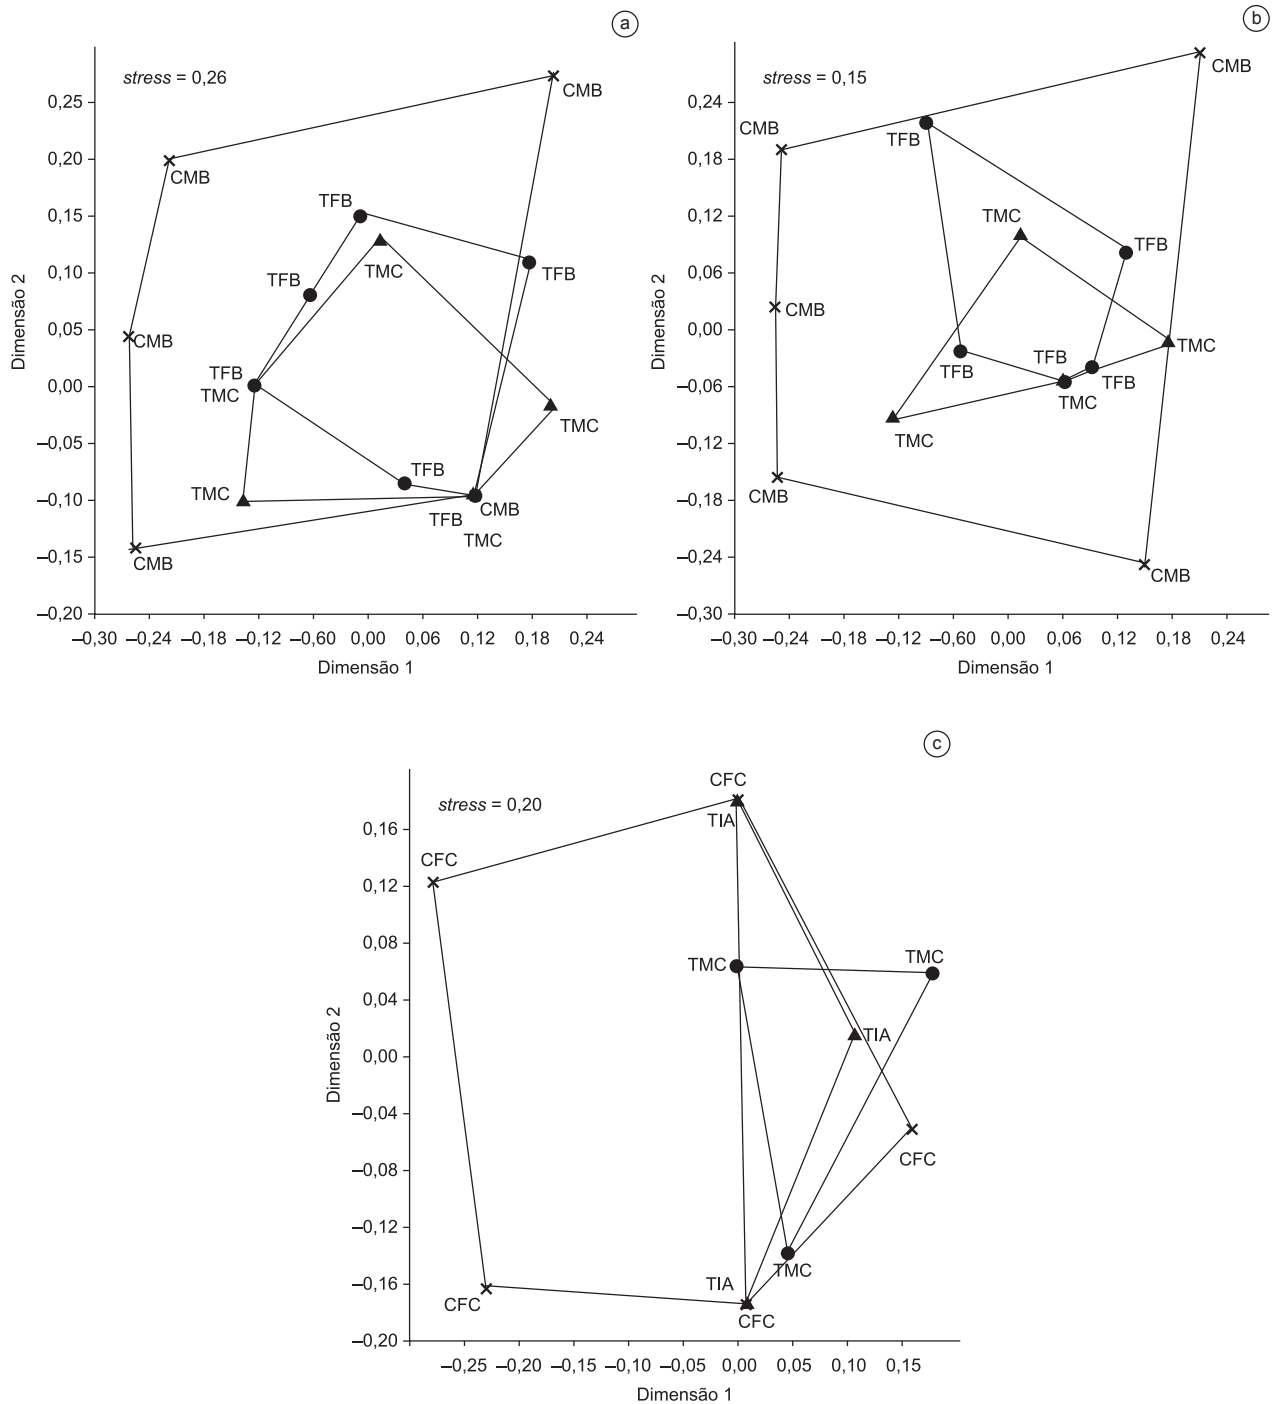 a
stress = 0,26
0,25
0,20
0,15
0,10
0,05
0,00
–0,05
–0,10
–0,15
–0,20
Dimensão 2
CMB
CMB
TFB
TMC
TFB
TFB
CMB
TFB
TMC
TMC
TFB
TMC
CMB
TFB
TMC
CMB
–0,30 –0,24 –0,18 –0,12 –0,60 0,00 0,06 0,12 0,18 0,24
Dimensão 1
b
stress = 0,15
0,24
0,18
0,12
0,06
0,00
–0,06
–0,12
–0,18
–0,24
–0,30
Dimensão 2
CMB
CMB
TFB
TMC
TFB
CMB
TMC
TFB
TFB
TFB
TMC
TMC
CMB
CMB
–0,30 –0,24 –0,18 –0,12 –0,60 0,00 0,06 0,12 0,18 0,24
Dimensão 1
c
stress = 0,20
0,16
0,12
0,08
0,04
0,00
–0,04
–0,08
–0,12
–0,16
–0,20
Dimensão 2
CFC
TIA
CFC
TMC
TMC
TIA
CFC
TMC
TIA
CFC
CFC
–0,25 –0,20 –0,15 –0,10 –0,05 0,00 0,05 0,10 0,15
Dimensão 1